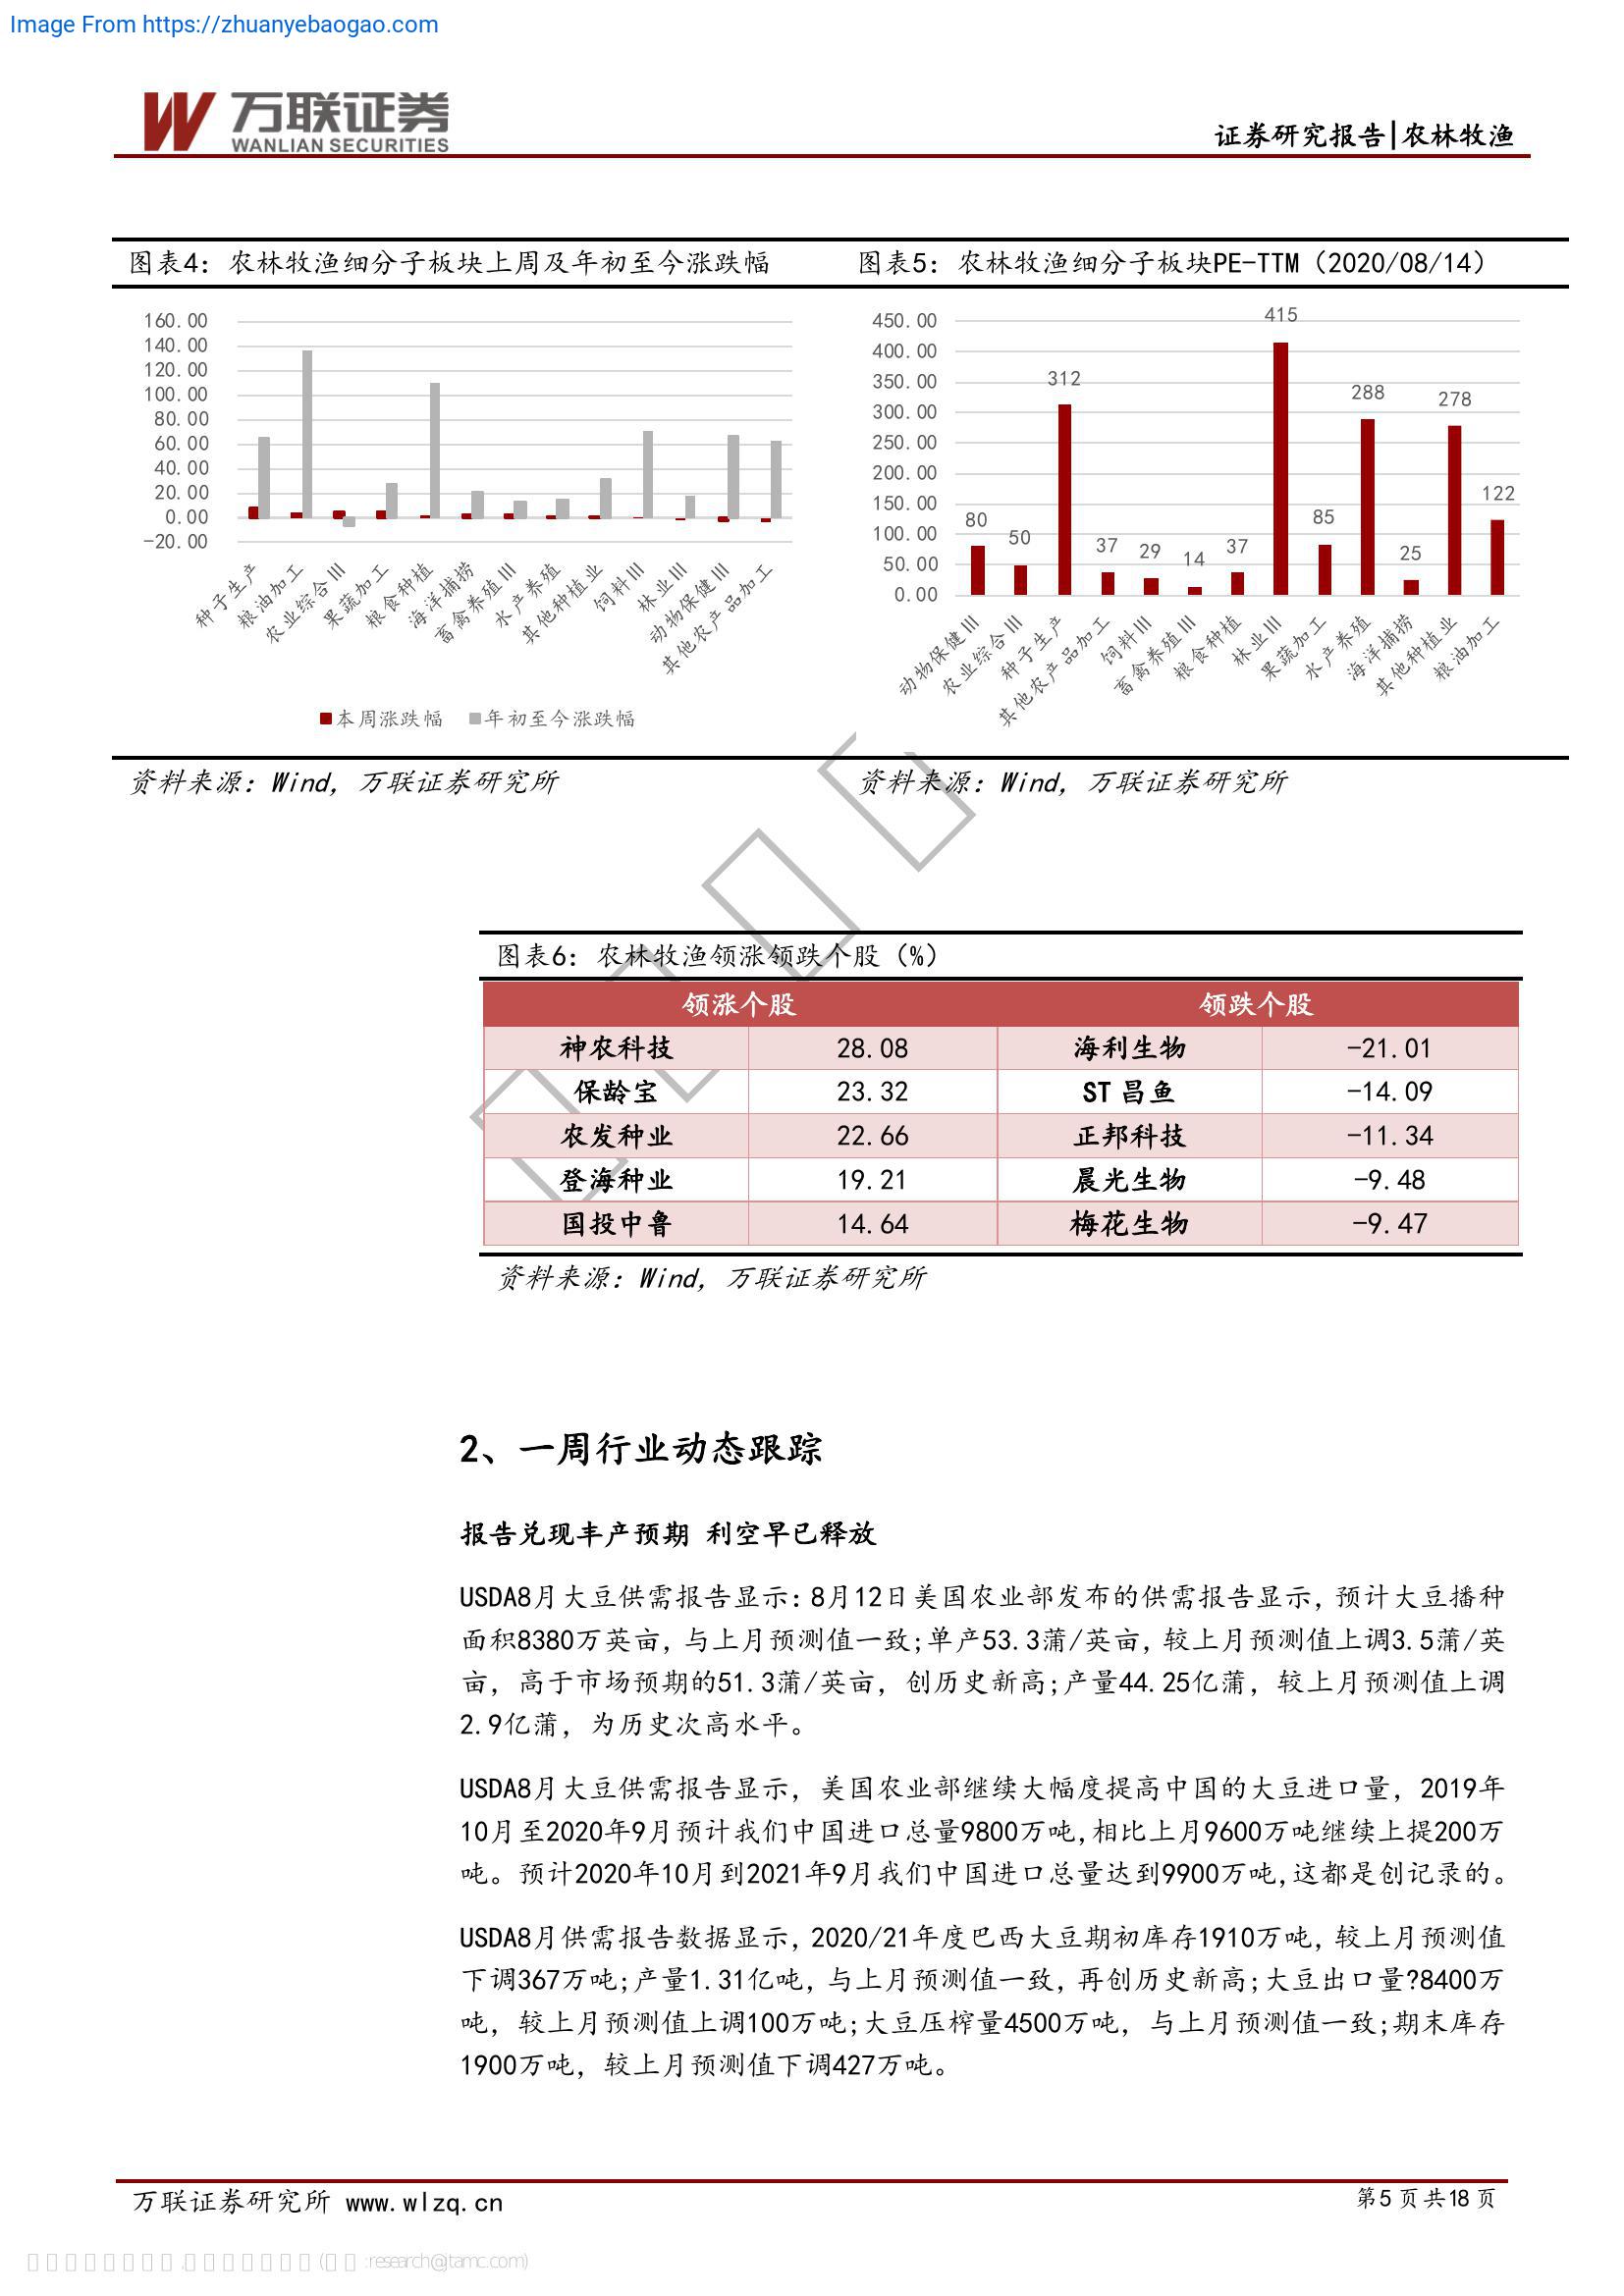 Image From https://zhuanyebaogao.com
万联证券
WANLIAN SECURITIES
证券研究报告|农林牧渔
图表4：农林牧渔细分子板块上周及年初至今涨跌幅
160.00
140.00
120.00
100.00
80.00
60.00
40.00
20.00
0.00
-20.00
种子生产
粮油加工
农业综合Ⅲ
果蔬加工
粮食种植
海洋捕捞
畜禽养殖Ⅲ
水产养殖
其他种植业
饲料Ⅲ
林业Ⅲ
动物保健Ⅲ
其他农产品加工
本周涨跌幅 年初至今涨跌幅
资料来源：Wind，万联证券研究所
图表5：农林牧渔细分子板块PE-TTM（2020/08/14）
450.00
400.00
350.00
300.00
250.00
200.00
150.00
100.00
50.00
0.00
80
50
312
37
29
14
37
415
85
288
25
278
122
动物保健Ⅲ
农业综合Ⅲ
种子生产
其他农产品加工
饲料Ⅲ
畜禽养殖Ⅲ
粮食种植
林业Ⅲ
果蔬加工
水产养殖
海洋捕捞
其他种植业
粮油加工
资料来源：Wind，万联证券研究所
图表6：农林牧渔领涨领跌个股（%）
领涨个股 领跌个股
神农科技 28.08 海利生物 -21.01
保龄宝 23.32 ST 昌鱼 -14.09
农发种业 22.66 正邦科技 -11.34
登海种业 19.21 晨光生物 -9.48
国投中鲁 14.64 梅花生物 -9.47
资料来源：Wind，万联证券研究所
2、一周行业动态跟踪
报告兑现丰产预期 利空早已释放
USDA8月大豆供需报告显示:8月12日美国农业部发布的供需报告显示，预计大豆播种
面积8380万英亩,与上月预测值一致;单产53.3蒲/英亩,较上月预测值上调3.5蒲/英
亩，高于市场预期的51.3蒲/英亩，创历史新高;产量44.25亿蒲，较上月预测值上调
2.9亿蒲，为历史次高水平。
USDA8月大豆供需报告显示，美国农业部继续大幅度提高中国的大豆进口量，2019年
10月至2020年9月预计我们中国进口总量9800万吨,相比上月9600万吨继续上提200万
吨。预计2020年10月到2021年9月我们中国进口总量达到9900万吨,这都是创记录的。
USDA8月供需报告数据显示,2020/21年度巴西大豆期初库存1910万吨,较上月预测值
下调367万吨;产量1.31亿吨,与上月预测值一致,再创历史新高;大豆出口量?8400万
吨，较上月预测值上调100万吨;大豆压榨量4500万吨，与上月预测值一致;期末库存
1900万吨，较上月预测值下调427万吨。
万联证券研究所 www.wlzq.cn
第5页共18页
research@jtamc.com)